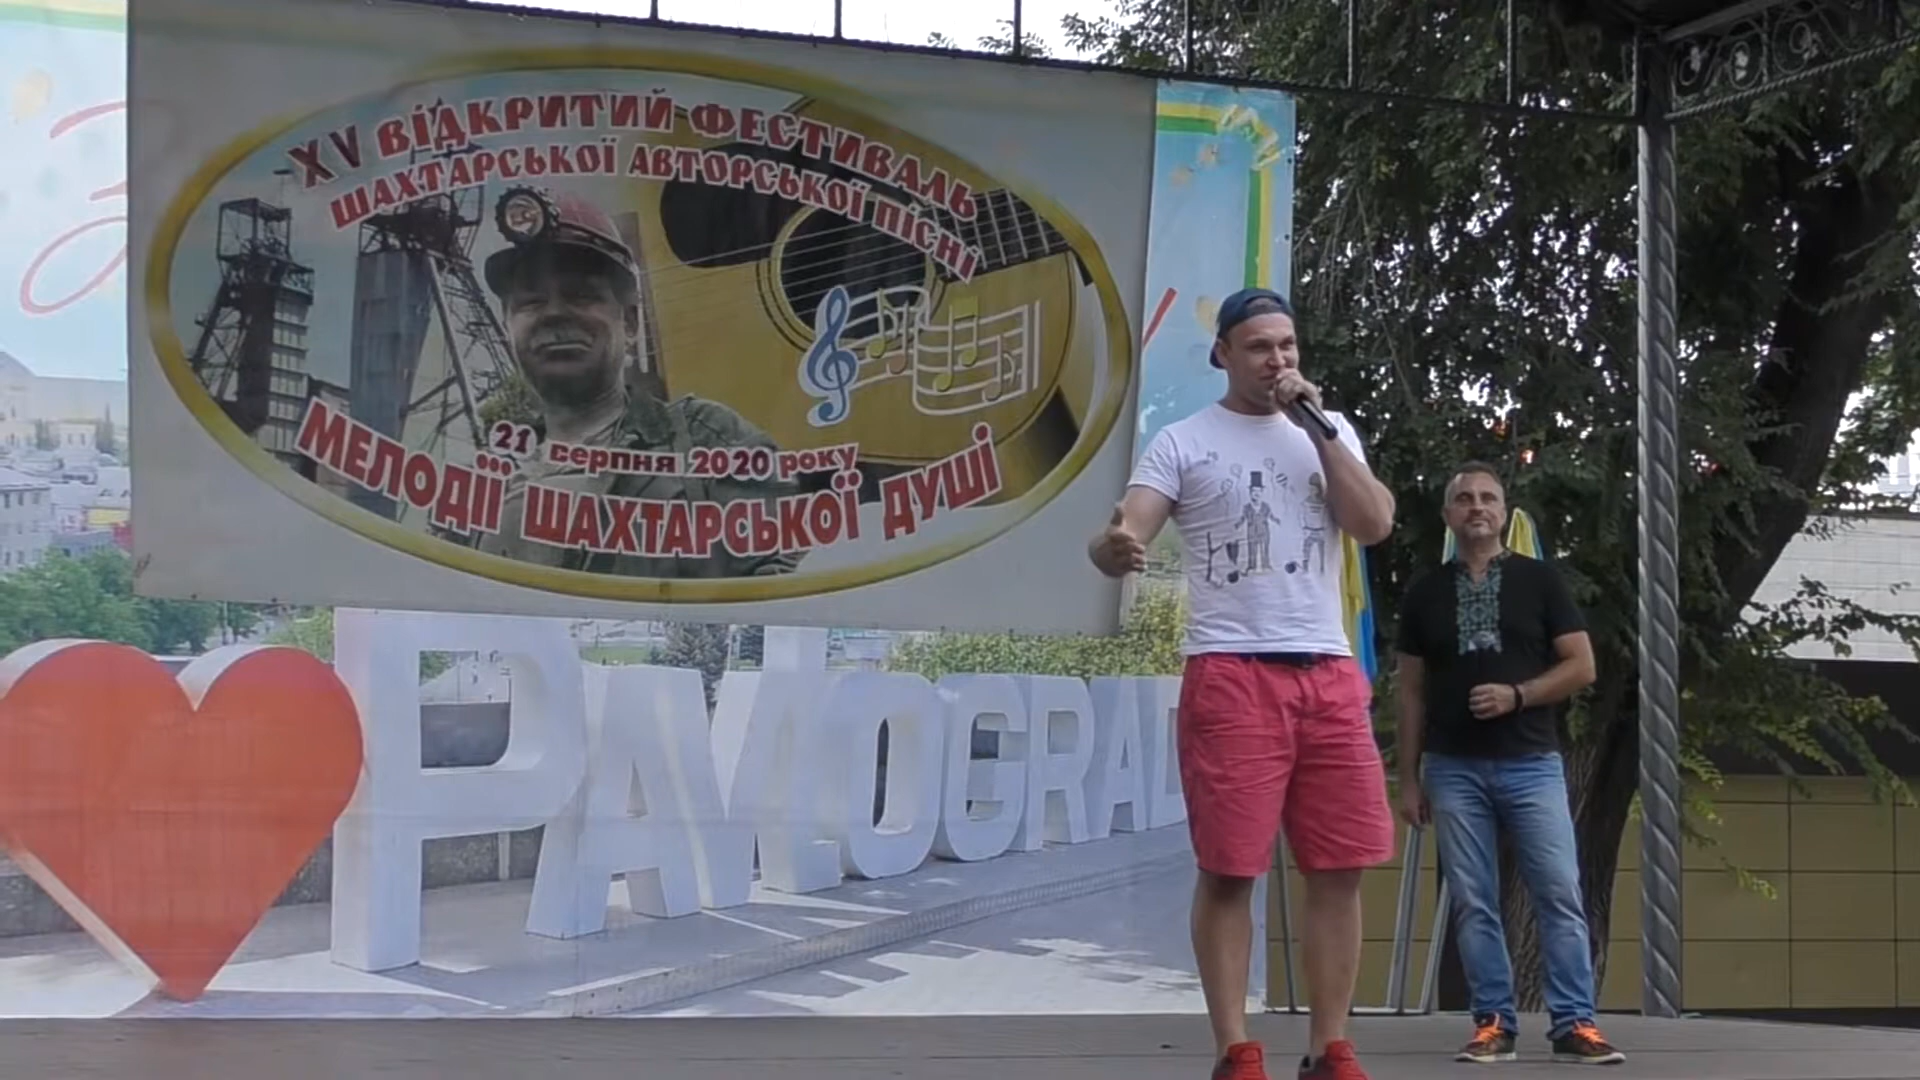 XV ВІДКРИТИЙ ФЕСТИВАЛЬ
ШАХТАРСЬКОЇ АВТОРСЬКОЇ ПІСНІ
21 серпня 2020 року
МЕЛОДІЇ ШАХТАРСЬКОЇ ДУШІ
PAVLOGRAD